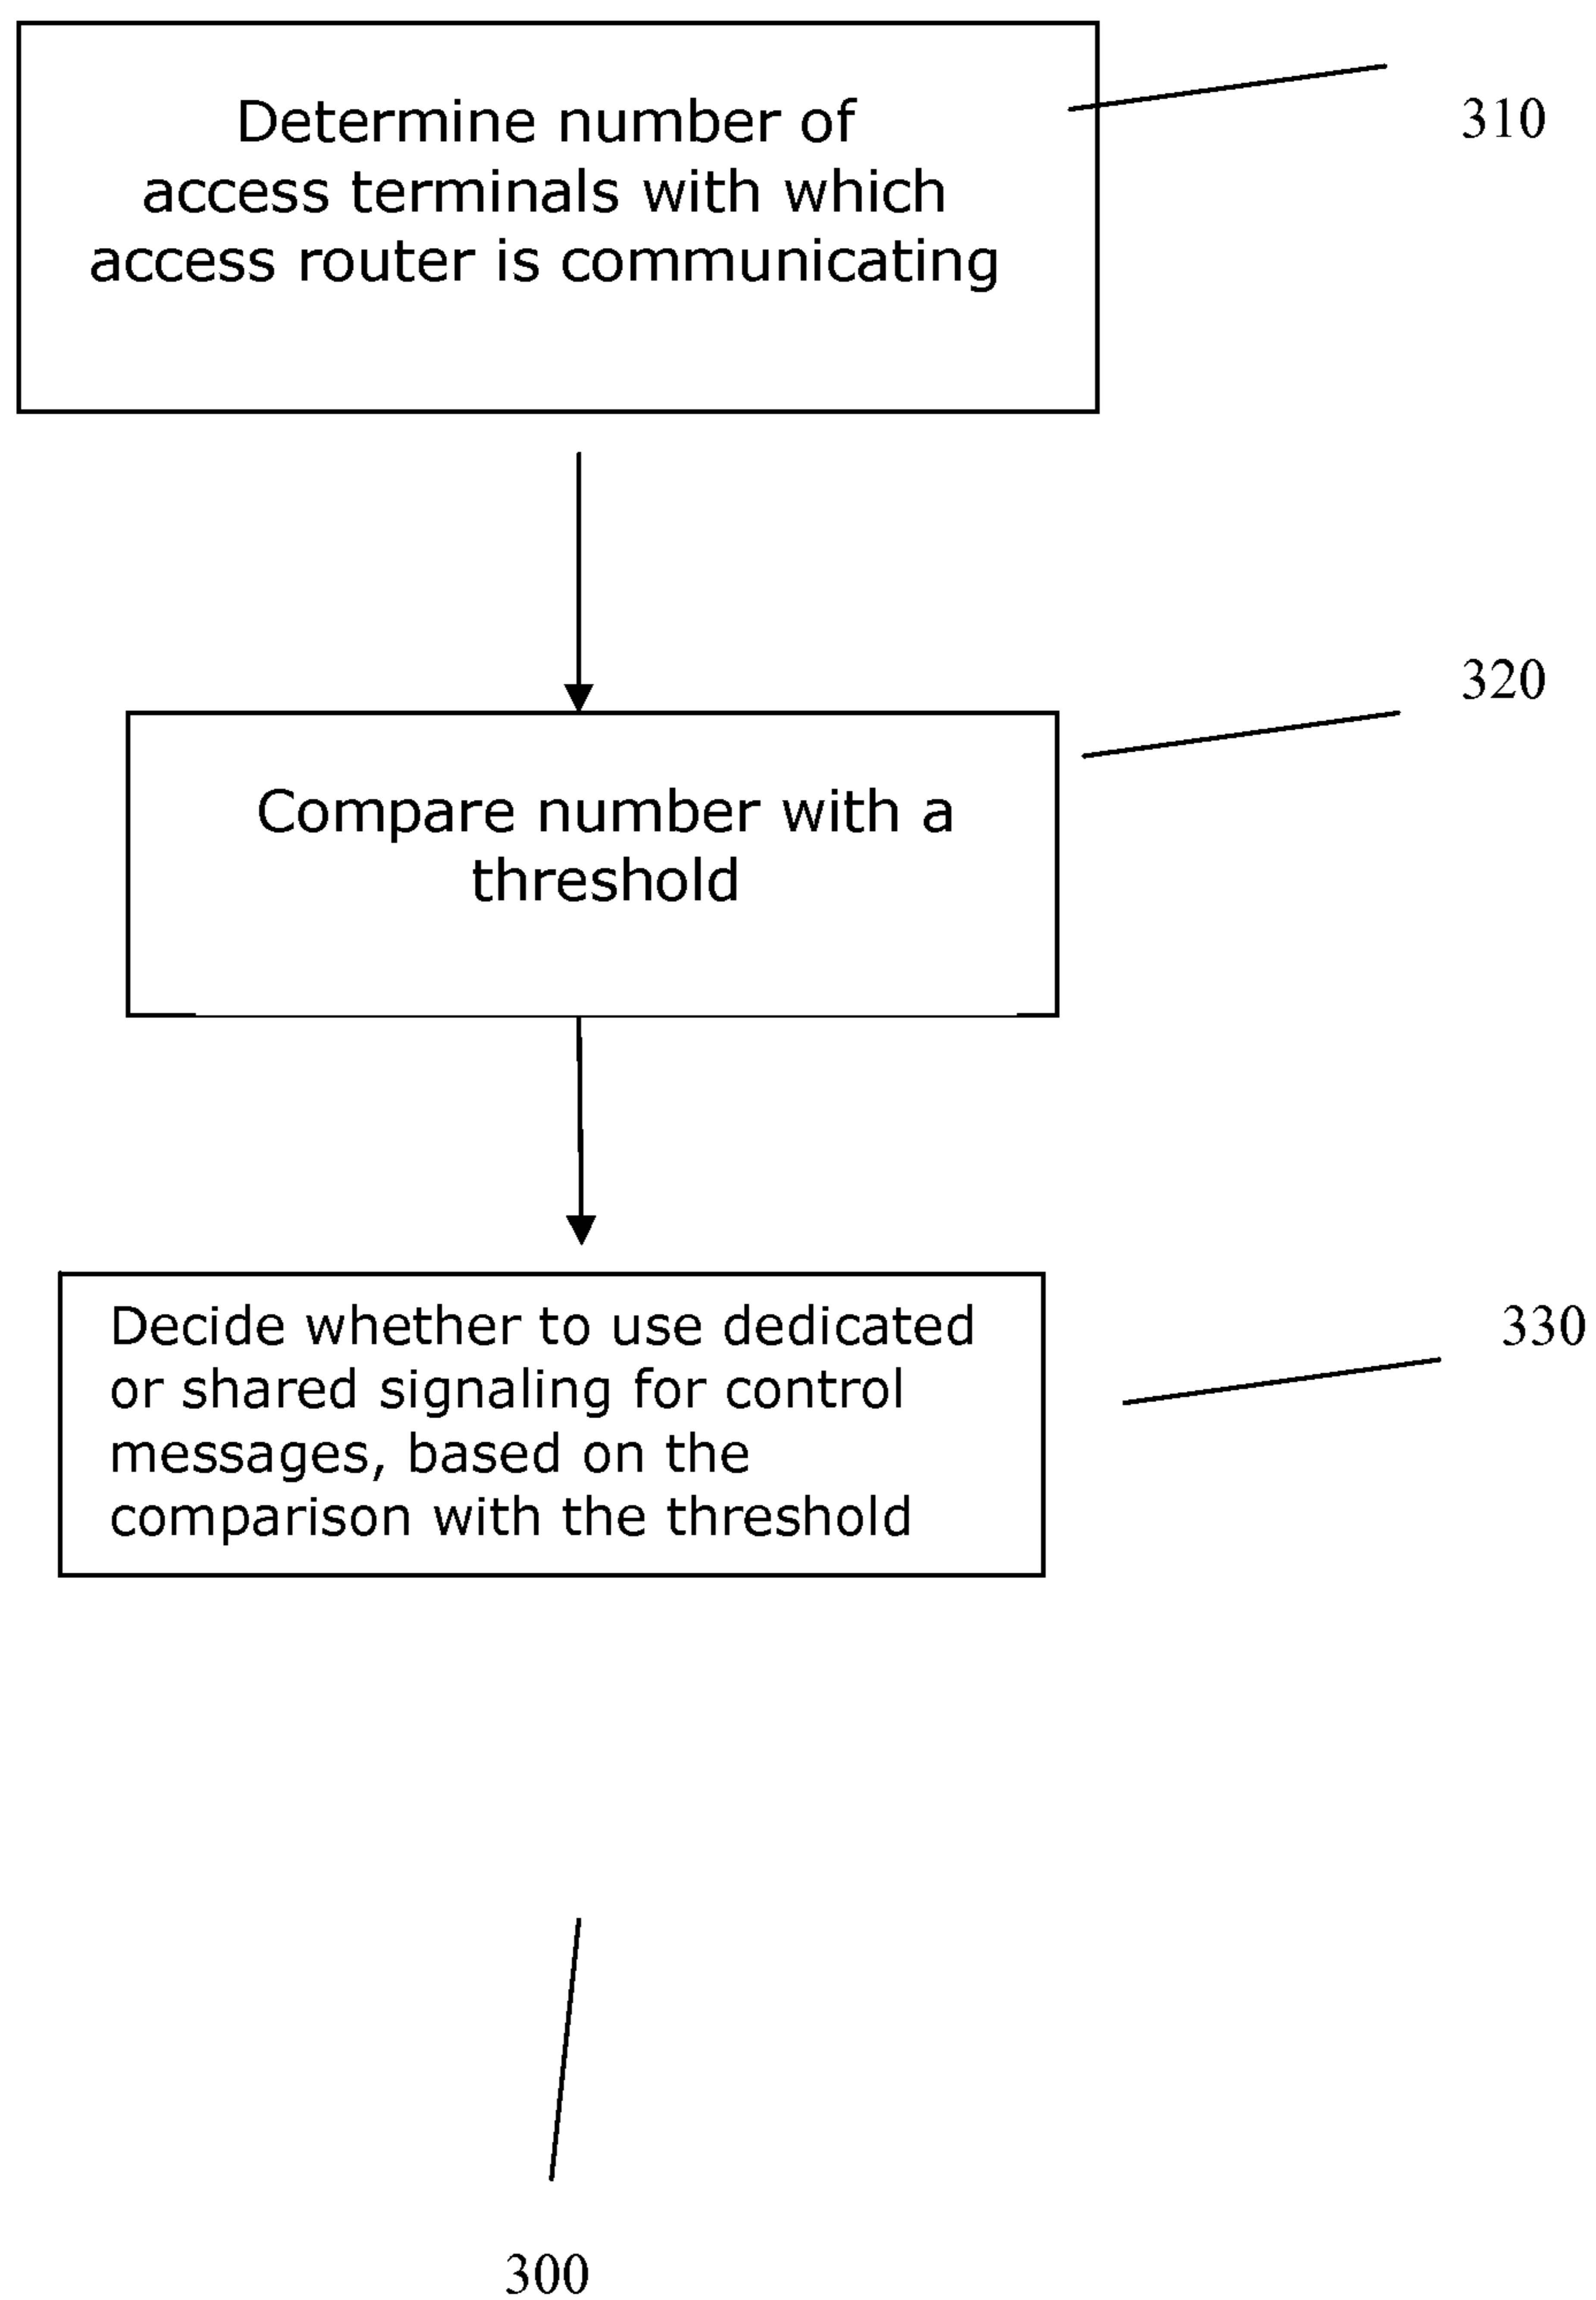 Determine number of
access terminals with which
access router is communicating
310
320
Compare number with a
threshold
330
Decide whether to use dedicated
or shared signaling for control
messages, based on the
comparison with the threshold
300